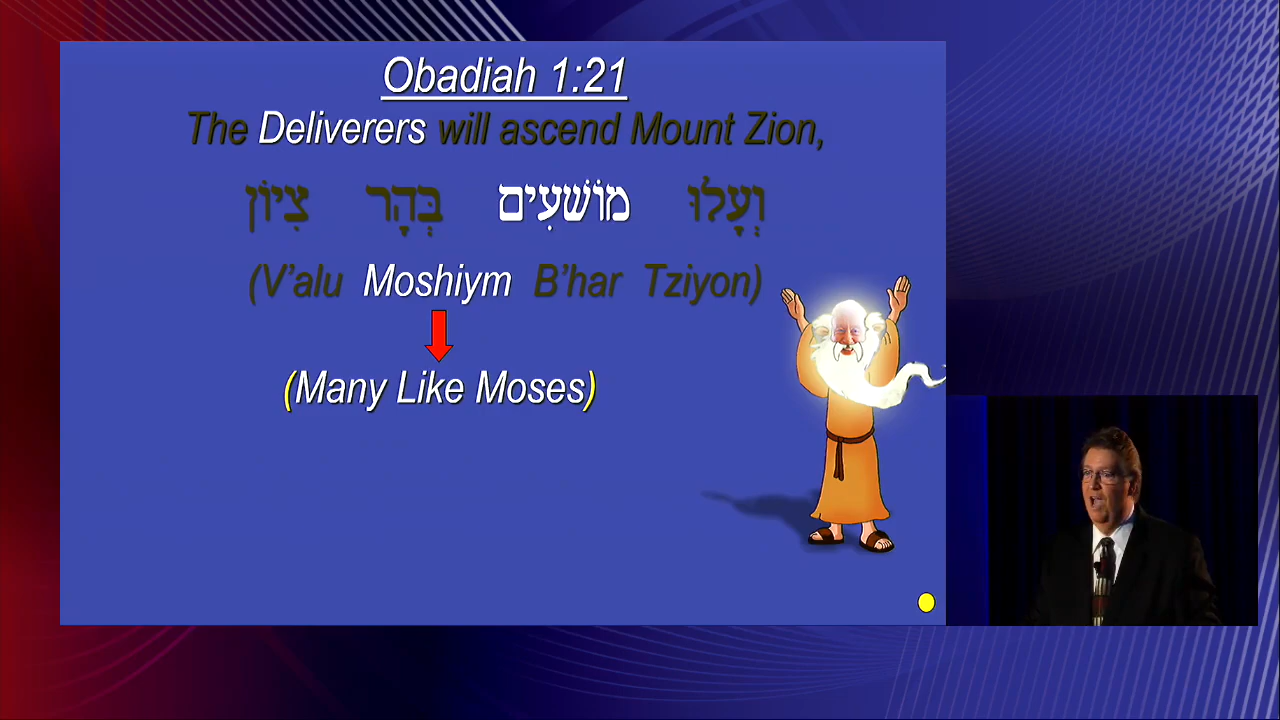 Obadiah 1:21
The Deliverers will ascend Mount Zion,
וְעָלוּ מוֹשִׁעִים בְּהַר צִיּוֹן
(V'alu Moshiym B'har Tziyon)
(Many Like Moses)